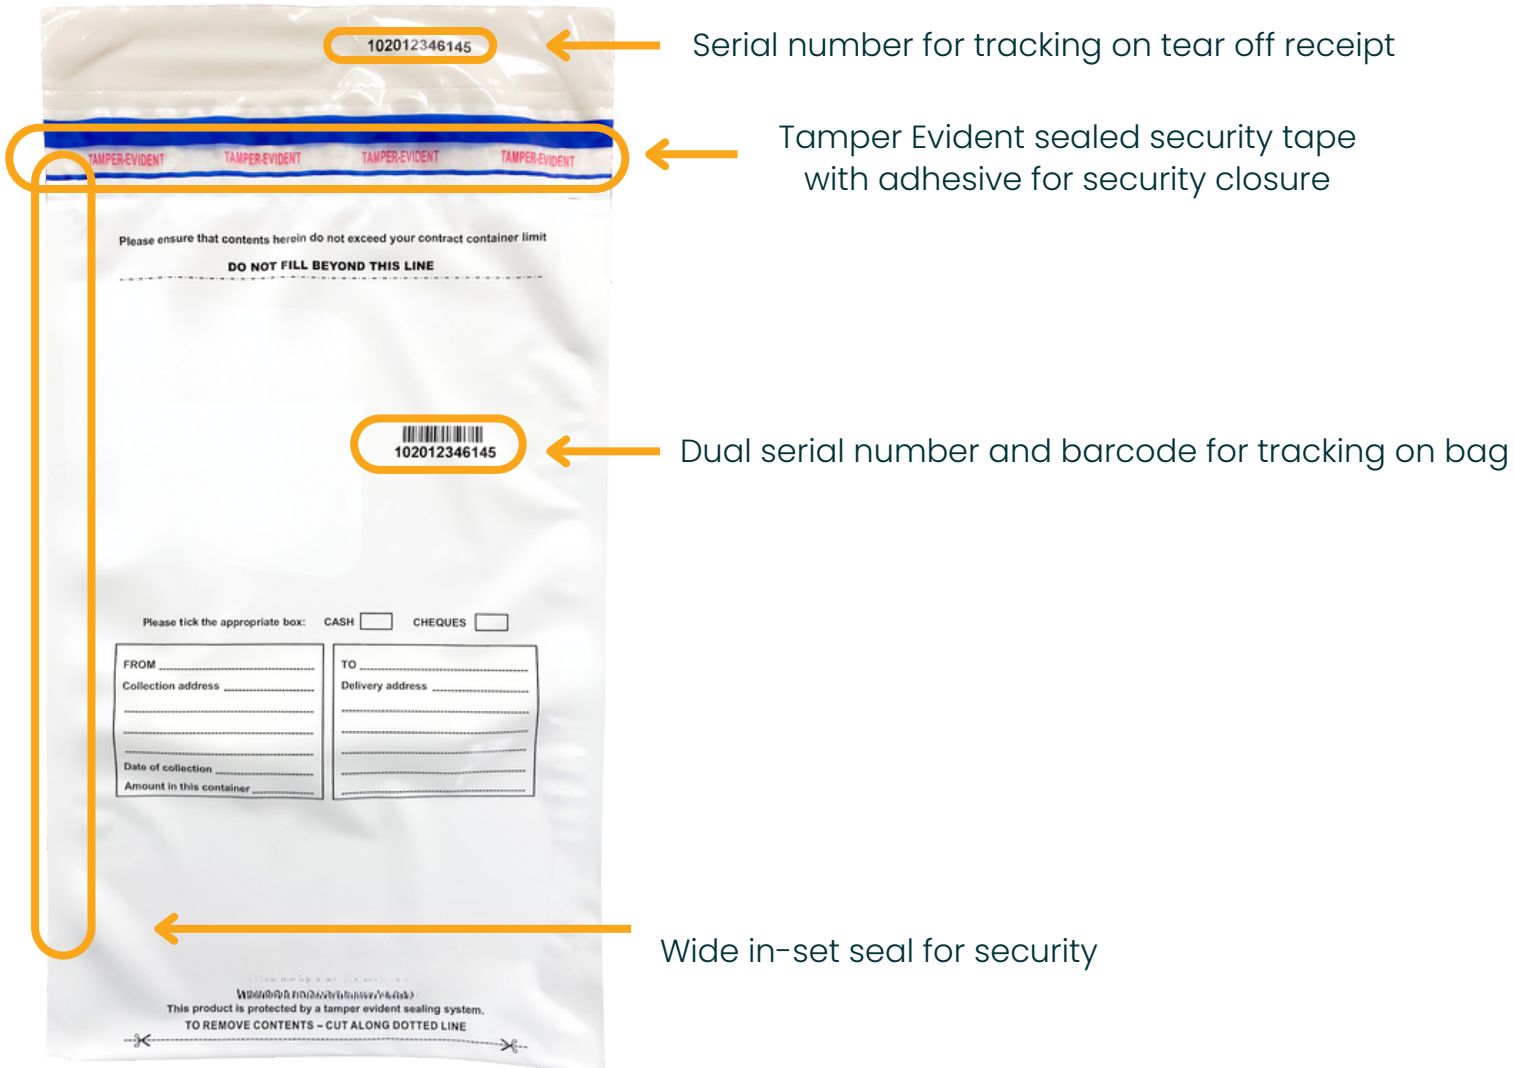 102012346145
Serial number for tracking on tear off receipt
TAMPER-EVIDENT TAMPER-EVIDENT TAMPER-EVIDENT TAMPER-EVIDENT
Tamper Evident sealed security tape
with adhesive for security closure
Please ensure that contents herein do not exceed your contract container limit
DO NOT FILL BEYOND THIS LINE
102012346145
Dual serial number and barcode for tracking on bag
Please tick the appropriate box: CASH CHEQUES
FROM
Collection address
Date of collection
Amount in this container
TO
Delivery address
Wide in-set seal for security
This product is protected by a tamper evident sealing system.
TO REMOVE CONTENTS – CUT ALONG DOTTED LINE